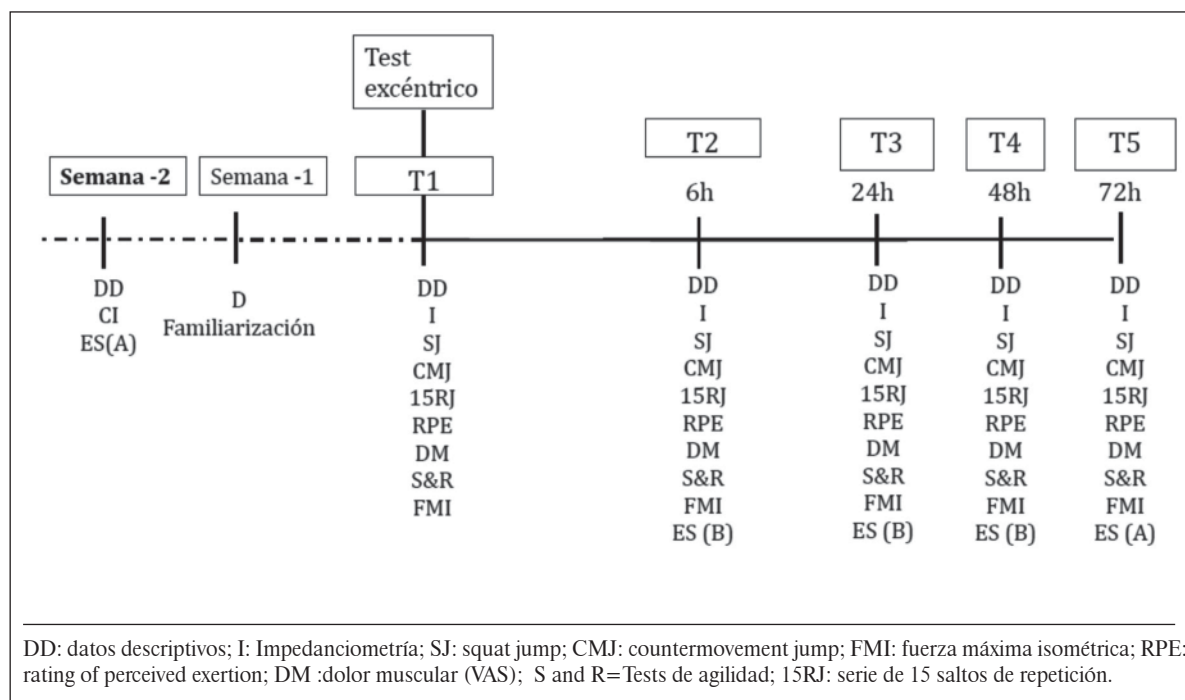 Test
excéntrico
Semana -2
Semana -1
T1
T2
T3
T4
T5
6h
24h
48h
72h
DD
CI
ES(A)
D
Familiarización
DD
I
SJ
CMJ
15RJ
RPE
DM
S&R
FMI
DD
I
SJ
CMJ
15RJ
RPE
DM
S&R
FMI
ES (B)
DD
I
SJ
CMJ
15RJ
RPE
DM
S&R
FMI
ES (B)
DD
I
SJ
CMJ
15RJ
RPE
DM
S&R
FMI
ES (B)
DD
I
SJ
CMJ
15RJ
RPE
DM
S&R
FMI
ES (A)
DD: datos descriptivos; I: Impedanciometría; SJ: squat jump; CMJ: countermovement jump; FMI: fuerza máxima isométrica; RPE:
rating of perceived exertion; DM :dolor muscular (VAS); S and R=Tests de agilidad; 15RJ: serie de 15 saltos de repetición.